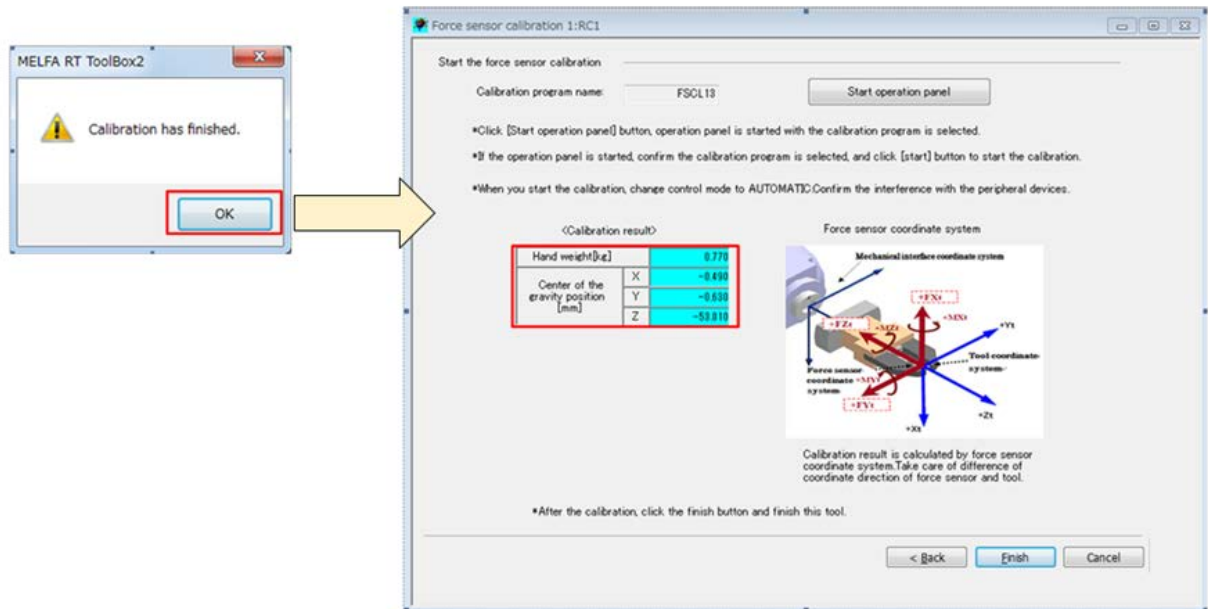 MELFA RT ToolBox2
Calibration has finished.
OK
Force sensor calibration 1:RC1
Start the force sensor calibration
Calibration program name:
FSCL13
Start operation panel
*Click [Start operation panel] button, operation panel is started with the calibration program is selected.
*If the operation panel is started, confirm the calibration program is selected, and click [start] button to start the calibration.
*When you start the calibration, change control mode to AUTOMATIC.Confirm the interference with the peripheral devices.
<Calibration result>
Hand weight[kg]
0.770
Center of the
gravity position
[mm]
X
-0.490
Y
-0.630
Z
-53.010
Force sensor coordinate system
Mechanical interface coordinate system
+FXs
+MXs
+FZs
+MZs
+Yt
Tool coordinate
system
Force sensor
coordinate
system
+MYs
+FYs
+Zt
+Xt
Calibration result is calculated by force sensor
coordinate system.Take care of difference of
coordinate direction of force sensor and tool.
*After the calibration, click the finish button and finish this tool.
< Back
Finish
Cancel